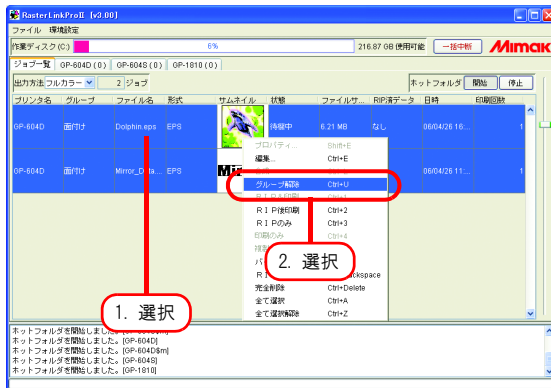 RasterLinkProII [v3.00]
ファイル 環境設定
作業ディスク(C:) 6% 216.87 GB 使用可能 一括中断 Mimaki
ジョブ一覧 GP-604D ( 0 ) GP-604S ( 0 ) GP-1810 ( 0 )
出力方法 フルカラー 2 ジョブ ホットフォルダ 開始 停止
プリンタ名 グループ ファイル名 形式 サムネイル 状態 ファイルサ... RIP済データ 日時 印刷回数
GP-604D 面付け Dolphin.eps EPS 待機中 6.21 MB なし 06/04/26 16:... 1
GP-604D 面付け EPS 06/04/26 11:... 1
プロパティ... Shift+E
編集... Ctrl+E
グループ解除 Ctrl+U
ＲＩＰ後印刷 Ctrl+2
ＲＩＰのみ Ctrl+3
印刷のみ Ctrl+4
完全削除 Ctrl+Delete
全て選択 Ctrl+A
全て選択解除 Ctrl+Z
1. 選択
2. 選択
ホットフォルダを開始しました。[GP-604D]
ホットフォルダを開始しました。[GP-604D$m]
ホットフォルダを開始しました。[GP-604S]
ホットフォルダを開始しました。[GP-1810]